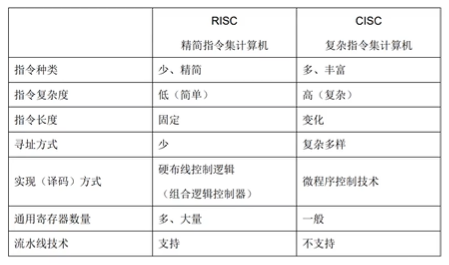 RISC CISC
精简指令集计算机 复杂指令集计算机
指令种类 少、精简 多、丰富
指令复杂度 低（简单） 高（复杂）
指令长度 固定 变化
寻址方式 少 复杂多样
实现（译码）方式 硬布线控制逻辑 微程序控制技术
（组合逻辑控制器）
通用寄存器数量 多、大量 一般
流水线技术 支持 不支持